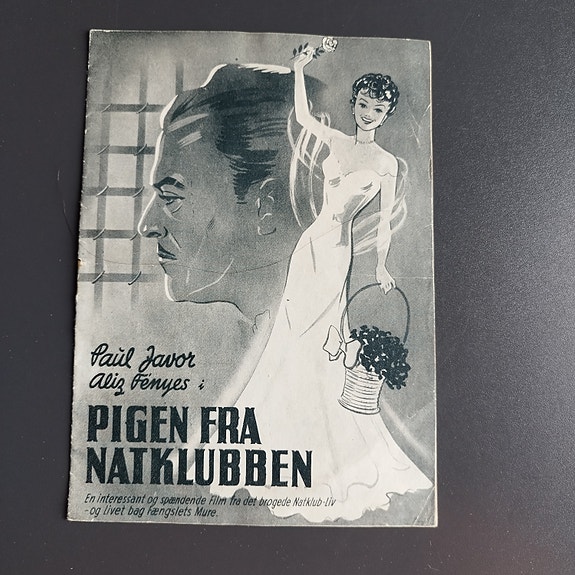 Paul Javor
Aliz Fényes i
PIGEN FRA
NATKLUBBEN
En interessant og spændende Film fra det brogede Natklub-Liv
- og Livet bag Fængslets Mure.